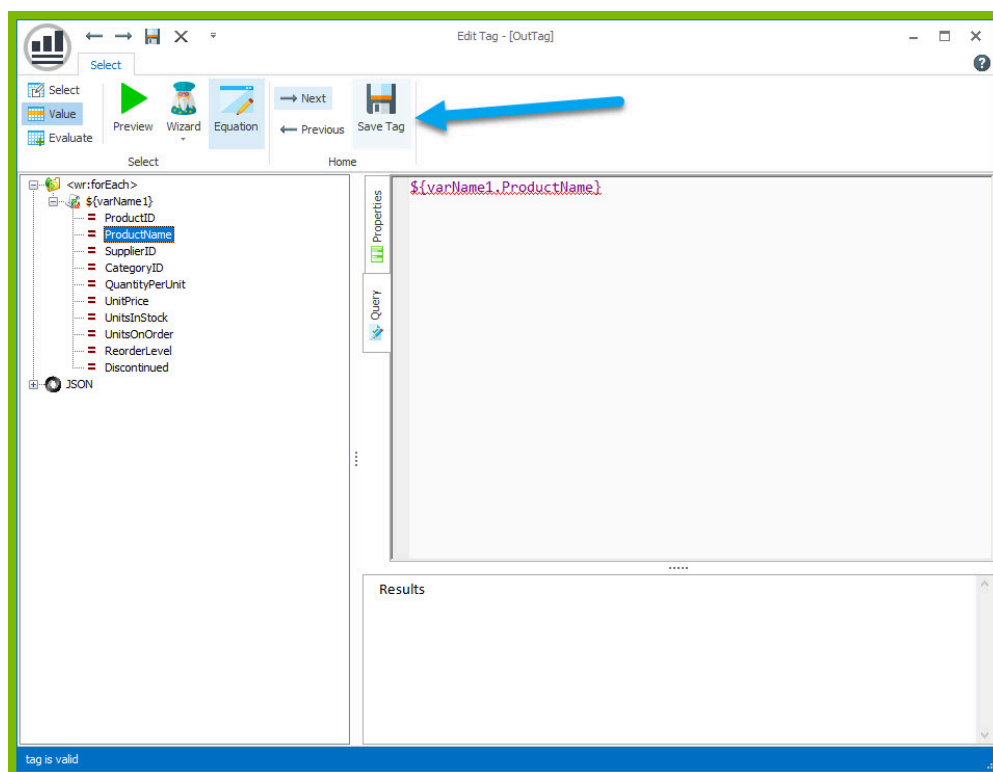 Edit Tag - [OutTag]
Select
Select
Value
Evaluate
Preview
Wizard
Equation
Next
Previous
Save Tag
Select
Home
<wr:forEach>
${varName1}
ProductID
ProductName
SupplierID
CategoryID
QuantityPerUnit
UnitPrice
UnitsInStock
UnitsOnOrder
ReorderLevel
Discontinued
JSON
Properties
Query
${varName1.ProductName}
Results
tag is valid